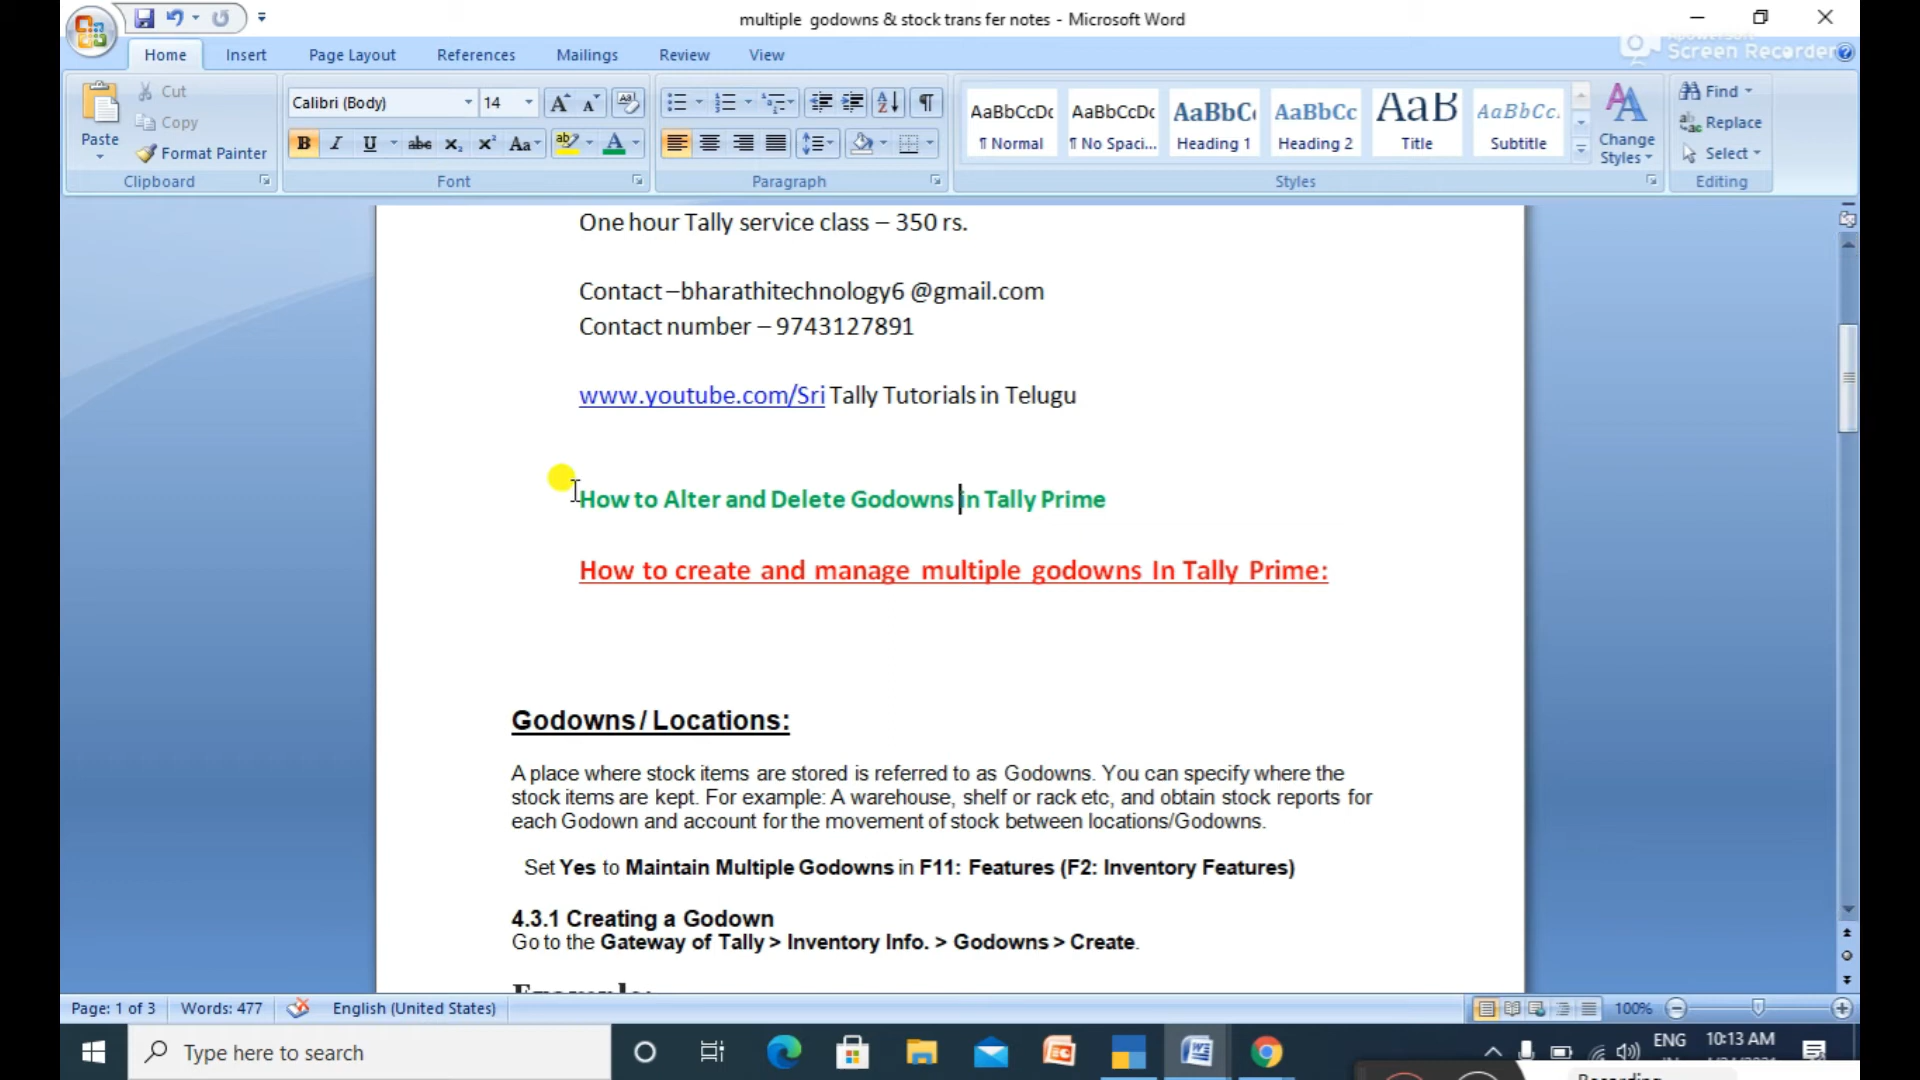 multiple godowns & stock trans fer notes - Microsoft Word
Screen Recorder
Home Insert Page Layout References Mailings Review View
Paste
Cut
Copy
Format Painter
Clipboard
Calibri (Body) 14
Font
Paragraph
AaBbCcDc AaBbCcDc AaBbC AaBbCc AaB AaBbCc.
¶ Normal ¶ No Spaci... Heading 1 Heading 2 Title Subtitle
Change
Styles
Styles
Find
Replace
Select
Editing
One hour Tally service class – 350 rs.
Contact –bharathitechnology6 @gmail.com
Contact number – 9743127891
www.youtube.com/Sri Tally Tutorials in Telugu
How to Alter and Delete Godowns in Tally Prime
How to create and manage multiple godowns In Tally Prime:
Godowns / Locations:
A place where stock items are stored is referred to as Godowns. You can specify where the
stock items are kept. For example: A warehouse, shelf or rack etc, and obtain stock reports for
each Godown and account for the movement of stock between locations/Godowns.
Set Yes to Maintain Multiple Godowns in F11: Features (F2: Inventory Features)
4.3.1 Creating a Godown
Go to the Gateway of Tally > Inventory Info. > Godowns > Create.
Example:
Page: 1 of 3 Words: 477 English (United States) 100%
Type here to search
ENG
10:13 AM
Recording